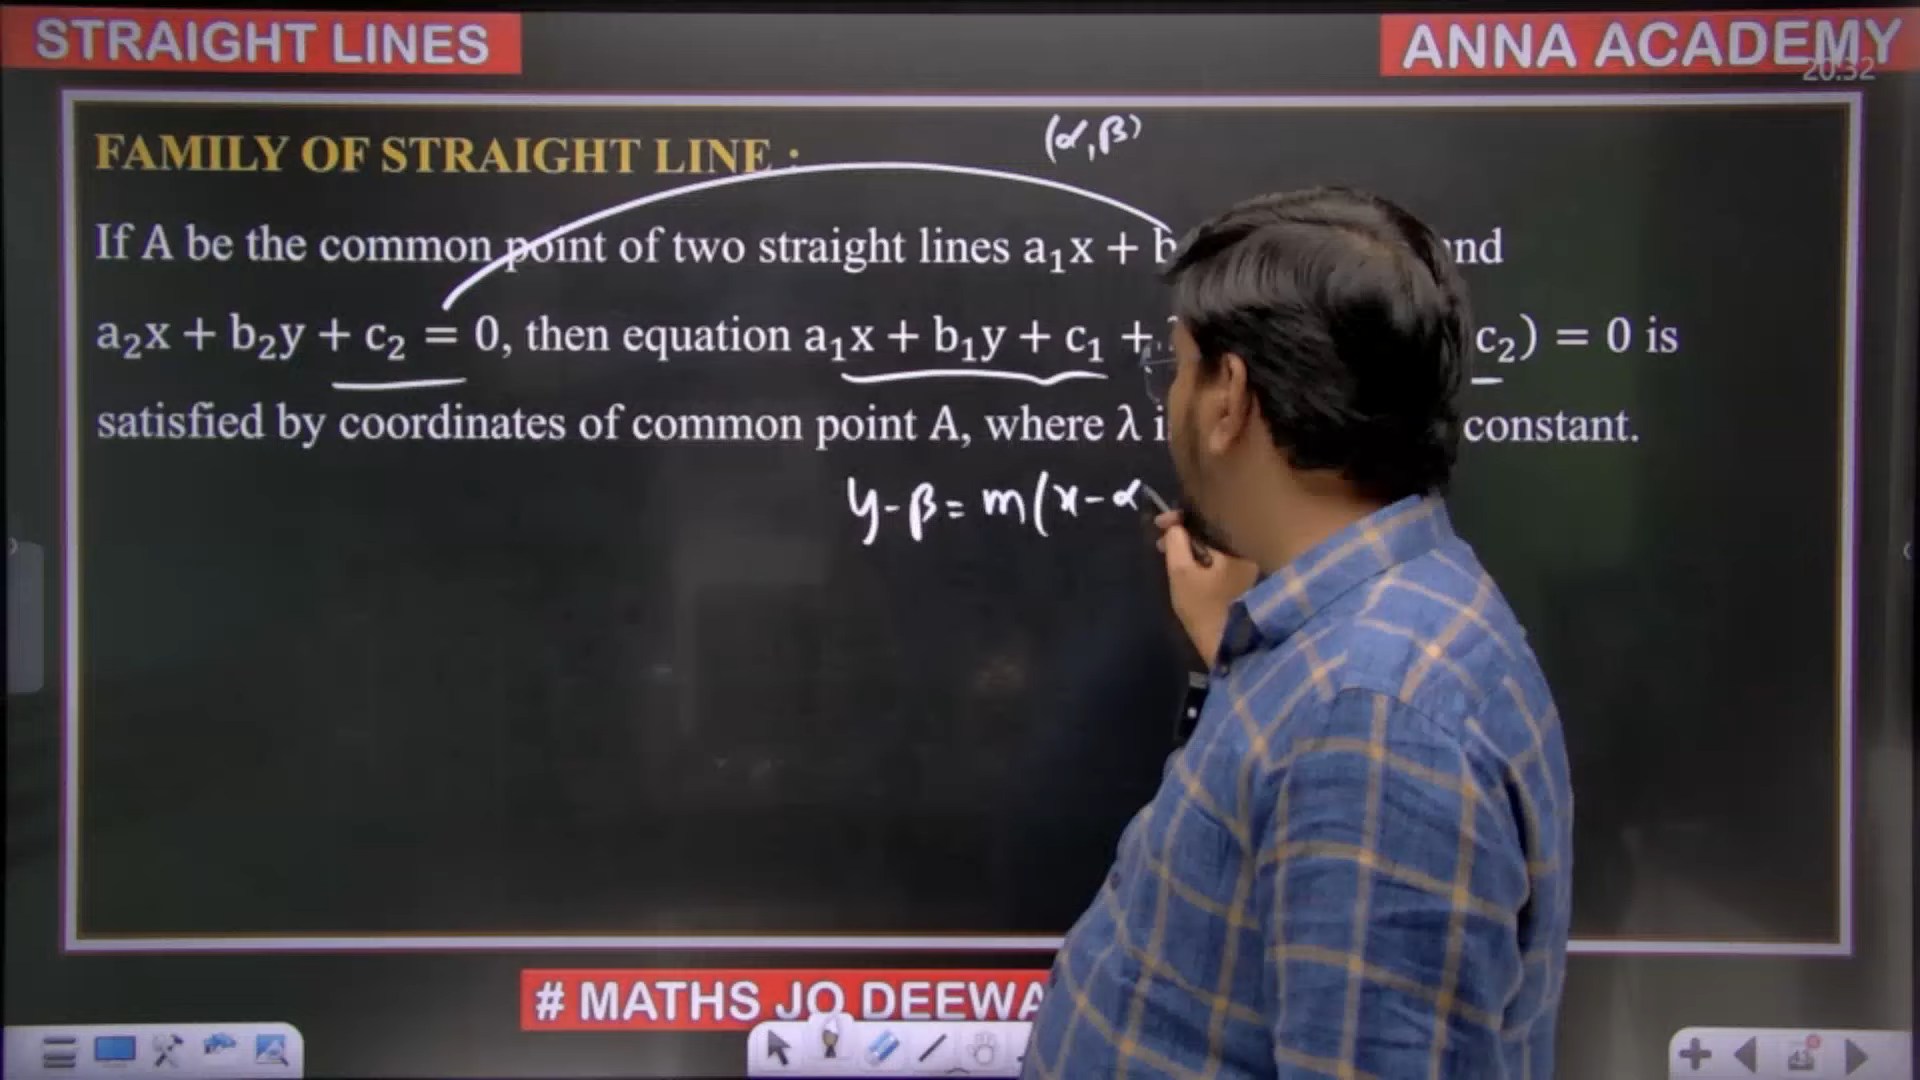 STRAIGHT LINES
ANNA ACADEMY
20:32
FAMILY OF STRAIGHT LINE :
(α, β)
If A be the common point of two straight lines a₁x + b nd
a₂x + b₂y + c₂ = 0, then equation a₁x + b₁y + c₁ + c₂) = 0 is
satisfied by coordinates of common point A, where λ i constant.
y - β = m(x - α
# MATHS JO DEEWA
43